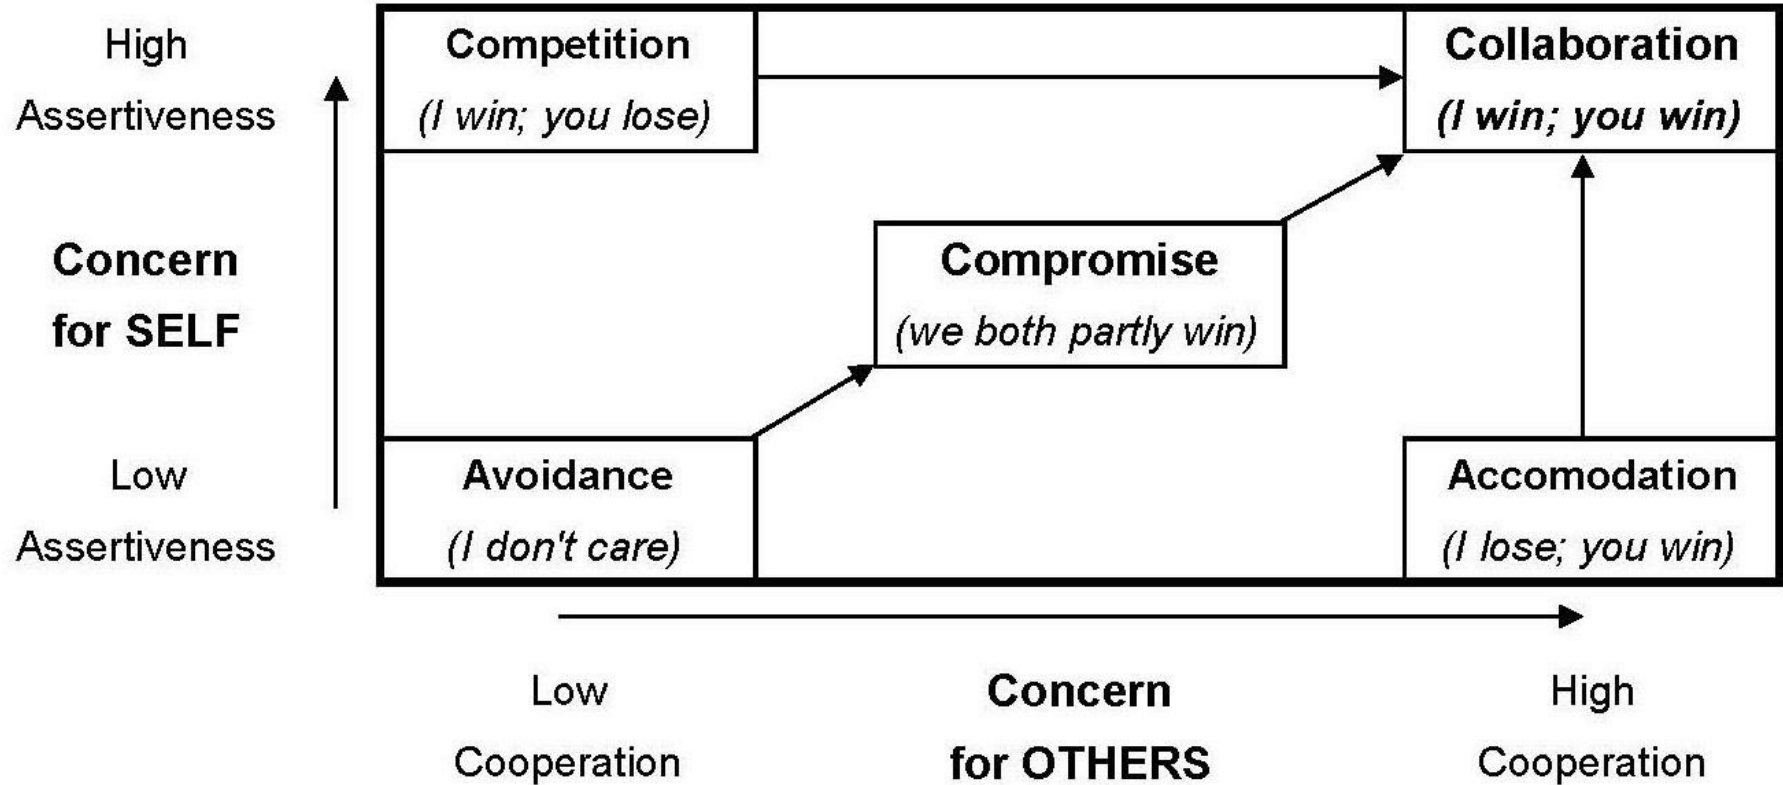 High
Assertiveness
Competition
(I win; you lose)
Collaboration
(I win; you win)
Concern
for SELF
Compromise
(we both partly win)
Low
Assertiveness
Avoidance
(I don't care)
Accomodation
(I lose; you win)
Low
Cooperation
Concern
for OTHERS
High
Cooperation